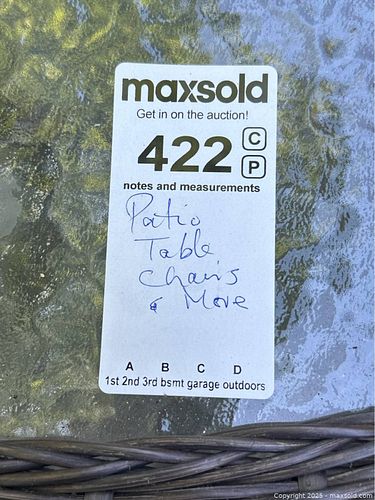 maxsold
Get in on the auction!
422 C
P
notes and measurements
Patio
Table
Chairs
& More
A B C D
1st 2nd 3rd bsmt garage outdoors
Copyright © 2025 - maxsold.com